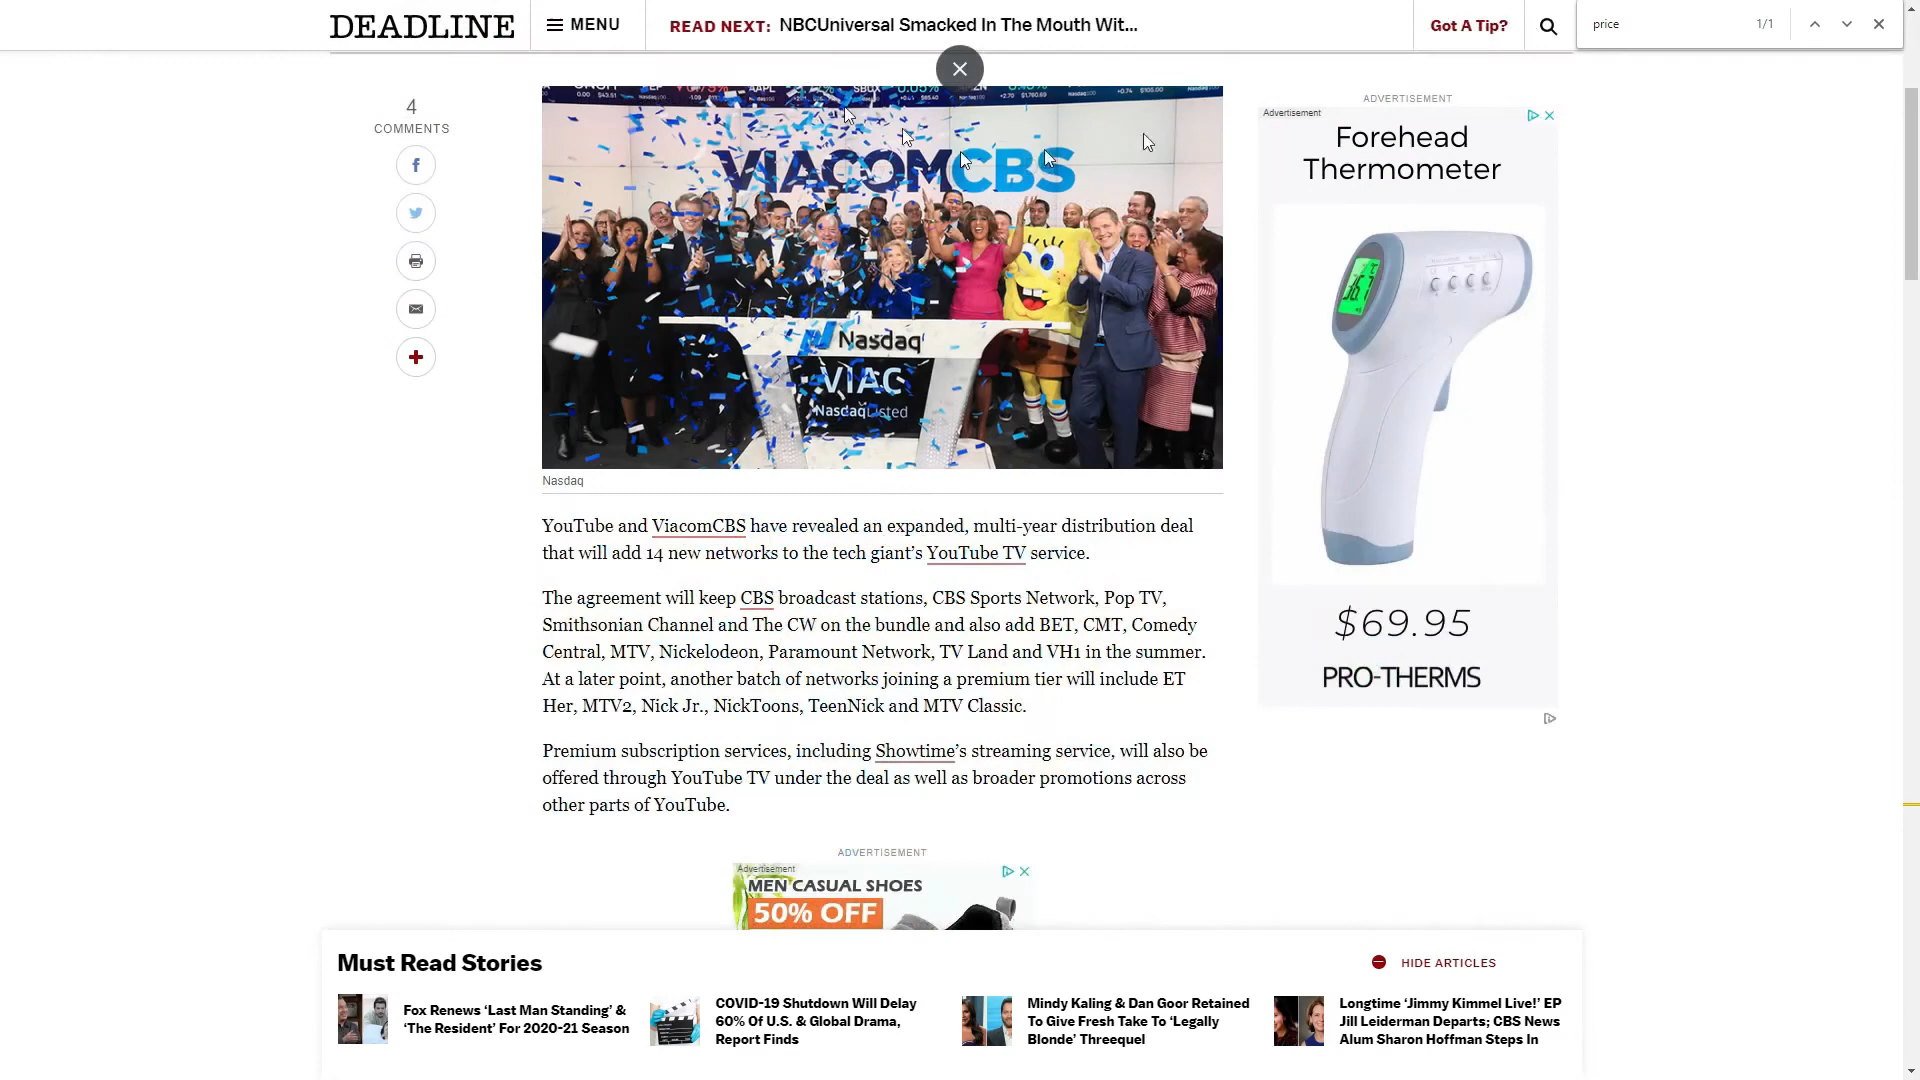 DEADLINE
MENU
READ NEXT: NBCUniversal Smacked In The Mouth Wit...
Got A Tip?
price
1/1
4
COMMENTS
AAPL
SBUX
0.05%
VIACOMCBS
Nasdaq
VIAC
Nasdaq Listed
Nasdaq
YouTube and ViacomCBS have revealed an expanded, multi-year distribution deal
that will add 14 new networks to the tech giant’s YouTube TV service.
The agreement will keep CBS broadcast stations, CBS Sports Network, Pop TV,
Smithsonian Channel and The CW on the bundle and also add BET, CMT, Comedy
Central, MTV, Nickelodeon, Paramount Network, TV Land and VH1 in the summer.
At a later point, another batch of networks joining a premium tier will include ET
Her, MTV2, Nick Jr., NickToons, TeenNick and MTV Classic.
Premium subscription services, including Showtime’s streaming service, will also be
offered through YouTube TV under the deal as well as broader promotions across
other parts of YouTube.
ADVERTISEMENT
Advertisement
MEN CASUAL SHOES
50% OFF
ADVERTISEMENT
Advertisement
Forehead
Thermometer
36.7
$69.95
PRO-THERMS
Must Read Stories
HIDE ARTICLES
Fox Renews ‘Last Man Standing’ &
‘The Resident’ For 2020-21 Season
COVID-19 Shutdown Will Delay
60% Of U.S. & Global Drama,
Report Finds
Mindy Kaling & Dan Goor Retained
To Give Fresh Take To ‘Legally
Blonde’ Threequel
Longtime ‘Jimmy Kimmel Live!’ EP
Jill Leiderman Departs; CBS News
Alum Sharon Hoffman Steps In